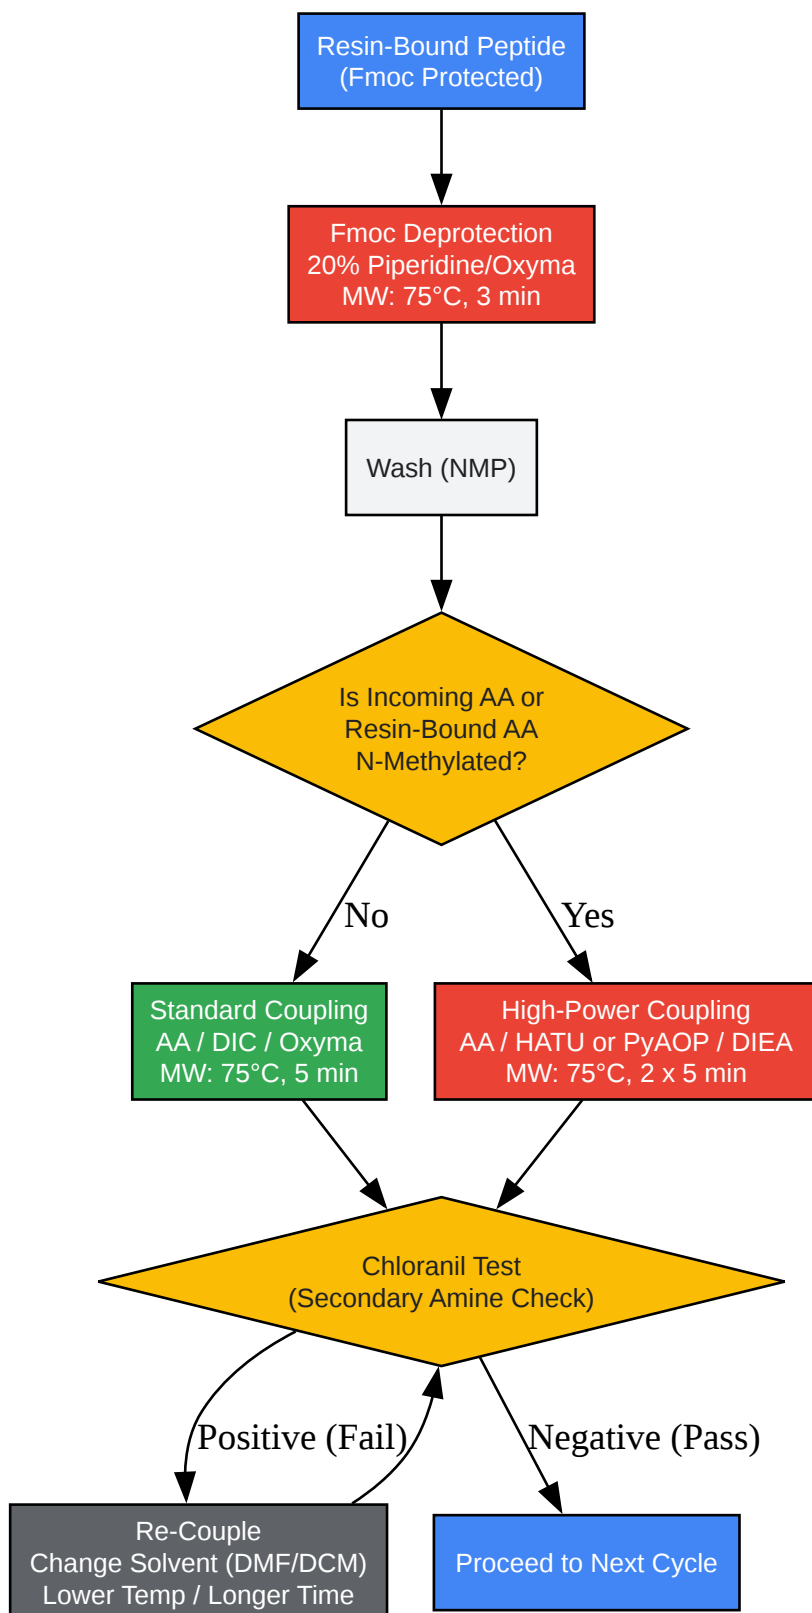 Resin-Bound Peptide
(Fmoc Protected)
Fmoc Deprotection
20% Piperidine/Oxyma
MW: 75°C, 3 min
Wash (NMP)
Is Incoming AA or
Resin-Bound AA
N-Methylated?
No
Yes
Standard Coupling
AA / DIC / Oxyma
MW: 75°C, 5 min
High-Power Coupling
AA / HATU or PyAOP / DIEA
MW: 75°C, 2 x 5 min
Chloranil Test
(Secondary Amine Check)
Positive (Fail)
Negative (Pass)
Re-Couple
Change Solvent (DMF/DCM)
Lower Temp / Longer Time
Proceed to Next Cycle